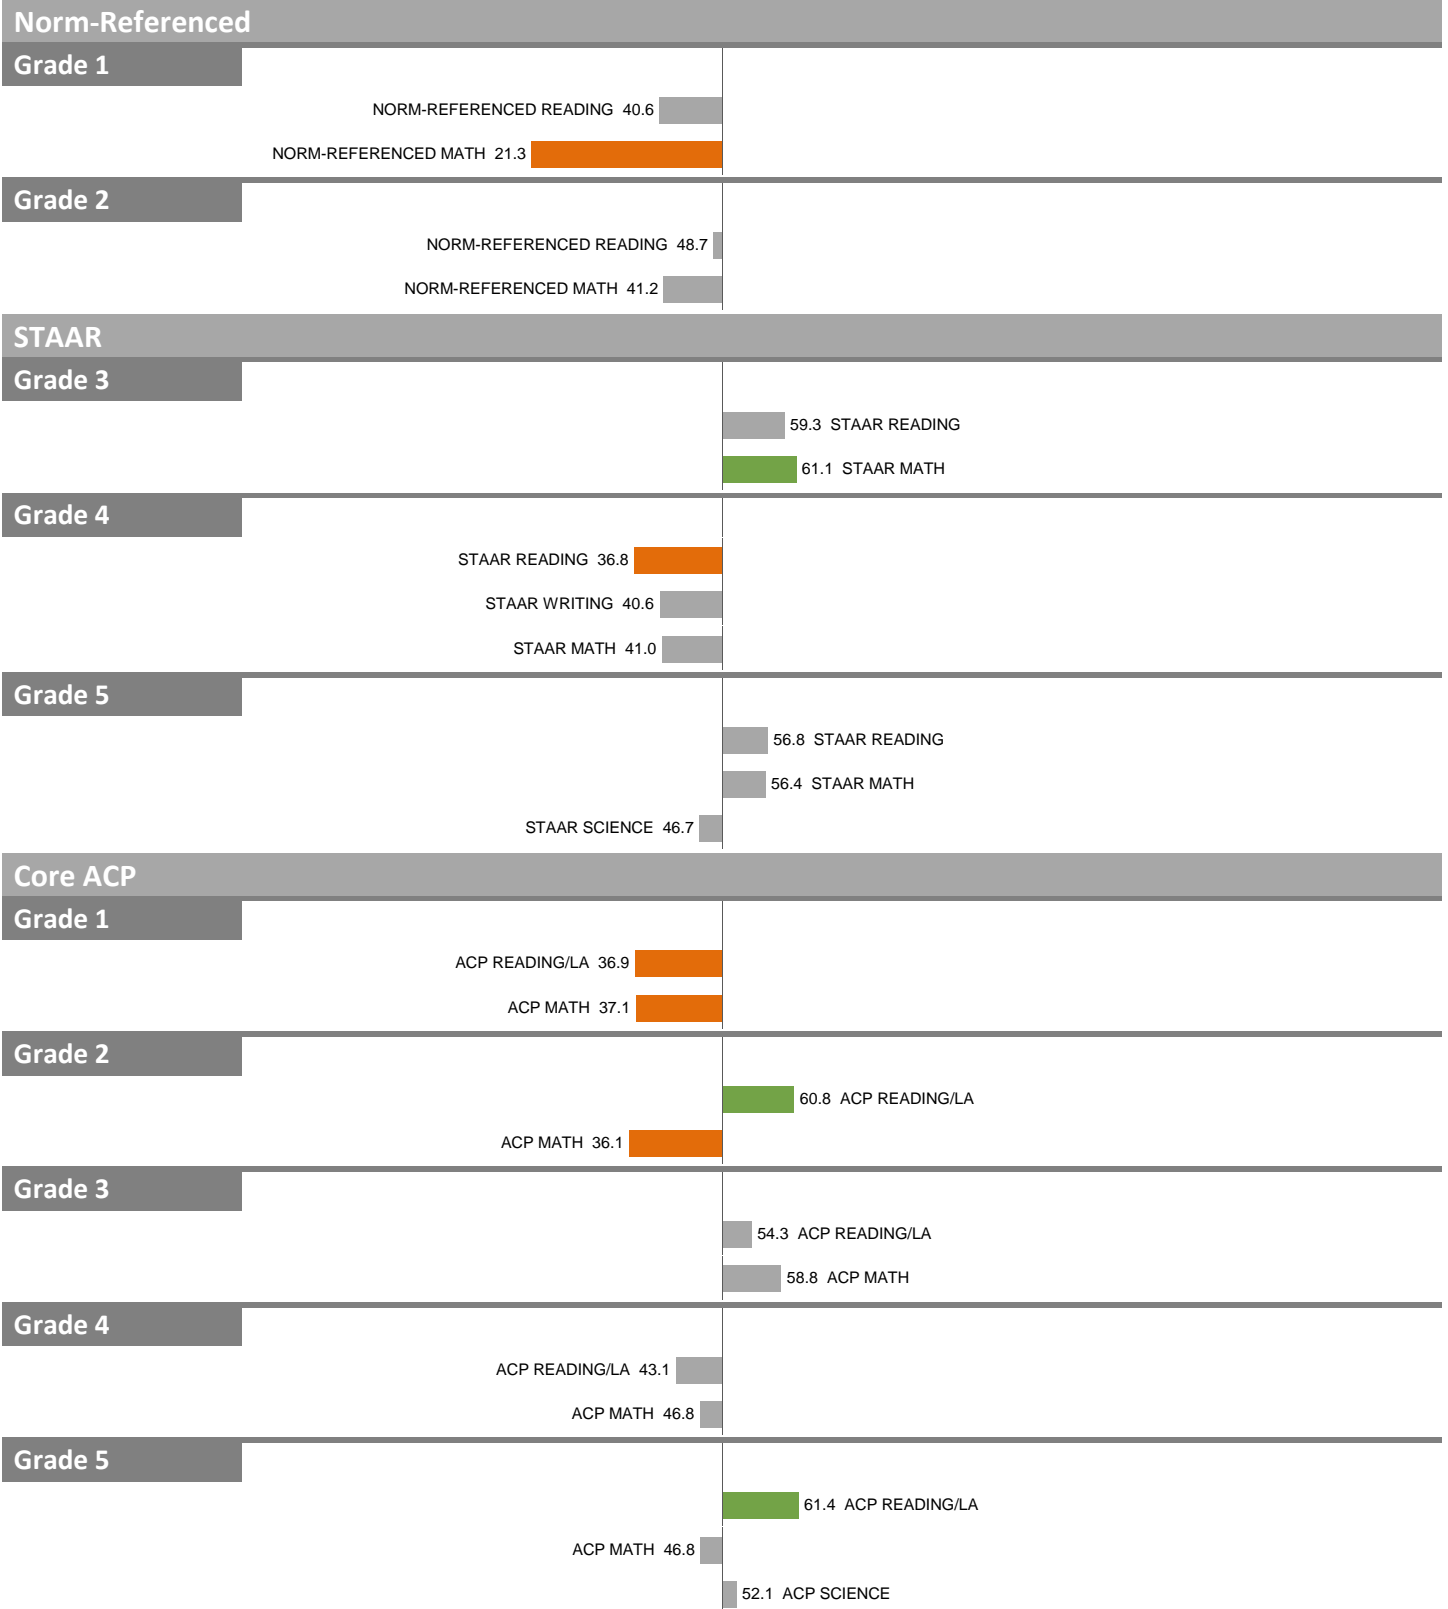 Norm-Referenced
Grade 1
NORM-REFERENCED READING 40.6
NORM-REFERENCED MATH 21.3
Grade 2
NORM-REFERENCED READING 48.7
NORM-REFERENCED MATH 41.2
STAAR
Grade 3
59.3 STAAR READING
61.1 STAAR MATH
Grade 4
STAAR READING 36.8
STAAR WRITING 40.6
STAAR MATH 41.0
Grade 5
56.8 STAAR READING
56.4 STAAR MATH
STAAR SCIENCE 46.7
Core ACP
Grade 1
ACP READING/LA 36.9
ACP MATH 37.1
Grade 2
60.8 ACP READING/LA
ACP MATH 36.1
Grade 3
54.3 ACP READING/LA
58.8 ACP MATH
Grade 4
ACP READING/LA 43.1
ACP MATH 46.8
Grade 5
61.4 ACP READING/LA
ACP MATH 46.8
52.1 ACP SCIENCE